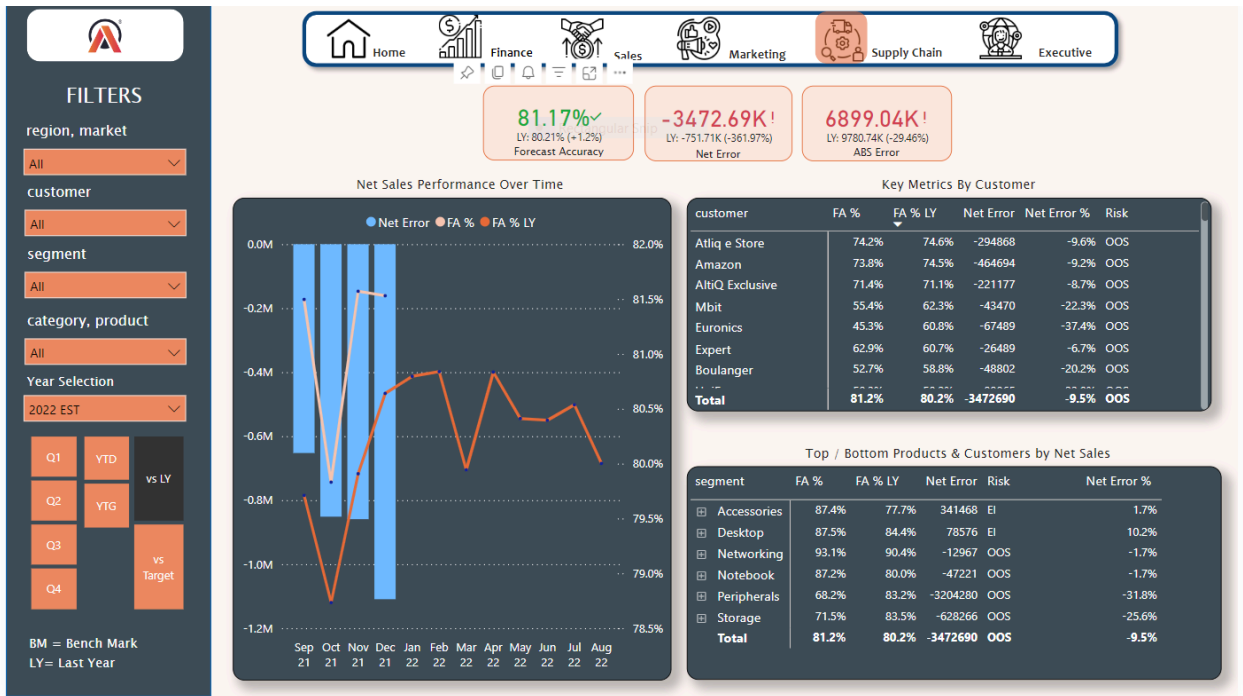 Home
Finance
Sales
Marketing
Supply Chain
Executive
FILTERS
region, market
All
customer
All
segment
All
category, product
All
Year Selection
2022 EST
Q1
YTD
vs LY
Q2
YTG
Q3
vs Target
Q4
BM = Bench Mark
LY= Last Year
81.17%
LY: 80.21% (+1.2%)
Forecast Accuracy
-3472.69K!
LY: -751.71K (-361.97%)
Net Error
6899.04K!
LY: 9780.74K (-29.46%)
ABS Error
Net Sales Performance Over Time
Net Error FA % FA % LY
0.0M
-0.2M
-0.4M
-0.6M
-0.8M
-1.0M
-1.2M
82.0%
81.5%
81.0%
80.5%
80.0%
79.5%
79.0%
78.5%
Sep Oct Nov Dec Jan Feb Mar Apr May Jun Jul Aug
21 21 21 21 22 22 22 22 22 22 22 22
Key Metrics By Customer
customer FA % FA % LY Net Error Net Error % Risk
Atliq e Store 74.2% 74.6% -294868 -9.6% OOS
Amazon 73.8% 74.5% -464694 -9.2% OOS
AltiQ Exclusive 71.4% 71.1% -221177 -8.7% OOS
Mbit 55.4% 62.3% -43470 -22.3% OOS
Euronics 45.3% 60.8% -67489 -37.4% OOS
Expert 62.9% 60.7% -26489 -6.7% OOS
Boulanger 52.7% 58.8% -48802 -20.2% OOS
Total 81.2% 80.2% -3472690 -9.5% OOS
Top / Bottom Products & Customers by Net Sales
segment FA % FA % LY Net Error Risk Net Error %
Accessories 87.4% 77.7% 341468 EI 1.7%
Desktop 87.5% 84.4% 78576 EI 10.2%
Networking 93.1% 90.4% -12967 OOS -1.7%
Notebook 87.2% 80.0% -47221 OOS -1.7%
Peripherals 68.2% 83.2% -3204280 OOS -31.8%
Storage 71.5% 83.5% -628266 OOS -25.6%
Total 81.2% 80.2% -3472690 OOS -9.5%